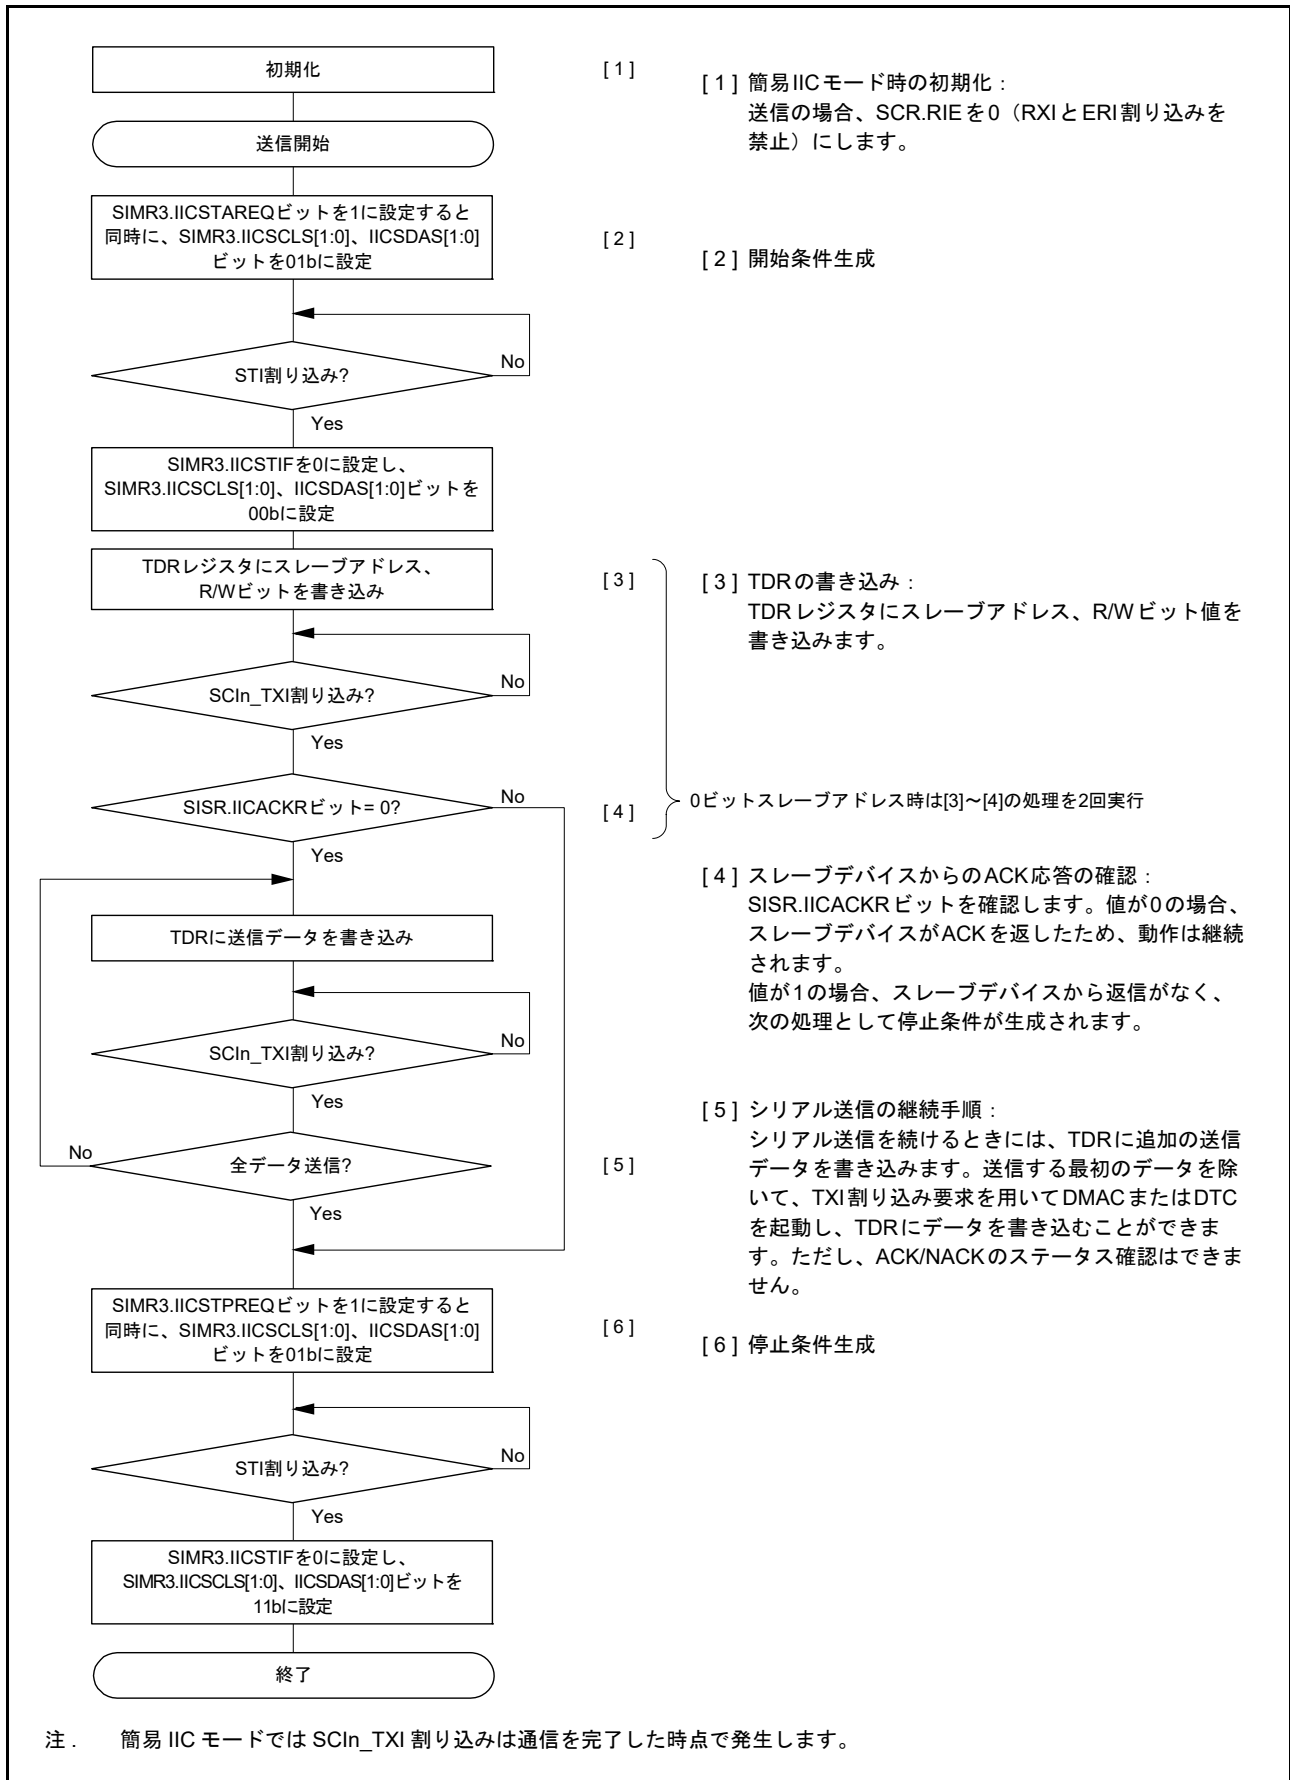 初期化
[ 1 ]
[ 1 ] 簡易IICモード時の初期化：
送信の場合、SCR.RIEを0（RXIとERI割り込みを
禁止）にします。
送信開始
SIMR3.IICSTAREQビットを1に設定すると
同時に、SIMR3.IICSCLS[1:0]、IICSDAS[1:0]
ビットを01bに設定
[ 2 ]
[ 2 ] 開始条件生成
STI割り込み?
No
Yes
SIMR3.IICSTIFを0に設定し、
SIMR3.IICSCLS[1:0]、IICSDAS[1:0]ビットを
00bに設定
TDRレジスタにスレーブアドレス、
R/Wビットを書き込み
[ 3 ]
[ 3 ] TDRの書き込み：
TDRレジスタにスレーブアドレス、R/Wビット値を
書き込みます。
SCIn_TXI割り込み?
No
Yes
SISR.IICACKRビット= 0?
No
[ 4 ]
0ビットスレーブアドレス時は[3]～[4]の処理を2回実行
Yes
[ 4 ] スレーブデバイスからのACK応答の確認：
SISR.IICACKRビットを確認します。値が0の場合、
スレーブデバイスがACKを返したため、動作は継続
されます。
値が1の場合、スレーブデバイスから返信がなく、
次の処理として停止条件が生成されます。
TDRに送信データを書き込み
SCIn_TXI割り込み?
No
Yes
全データ送信?
No
[ 5 ]
Yes
[ 5 ] シリアル送信の継続手順：
シリアル送信を続けるときには、TDRに追加の送信
データを書き込みます。送信する最初のデータを除
いて、TXI割り込み要求を用いてDMACまたはDTC
を起動し、TDRにデータを書き込むことができま
す。ただし、ACK/NACKのステータス確認はできま
せん。
SIMR3.IICSTPREQビットを1に設定すると
同時に、SIMR3.IICSCLS[1:0]、IICSDAS[1:0]
ビットを01bに設定
[ 6 ]
[ 6 ] 停止条件生成
STI割り込み?
No
Yes
SIMR3.IICSTIFを0に設定し、
SIMR3.IICSCLS[1:0]、IICSDAS[1:0]ビットを
11bに設定
終了
注． 簡易 IIC モードでは SCIn_TXI 割り込みは通信を完了した時点で発生します。